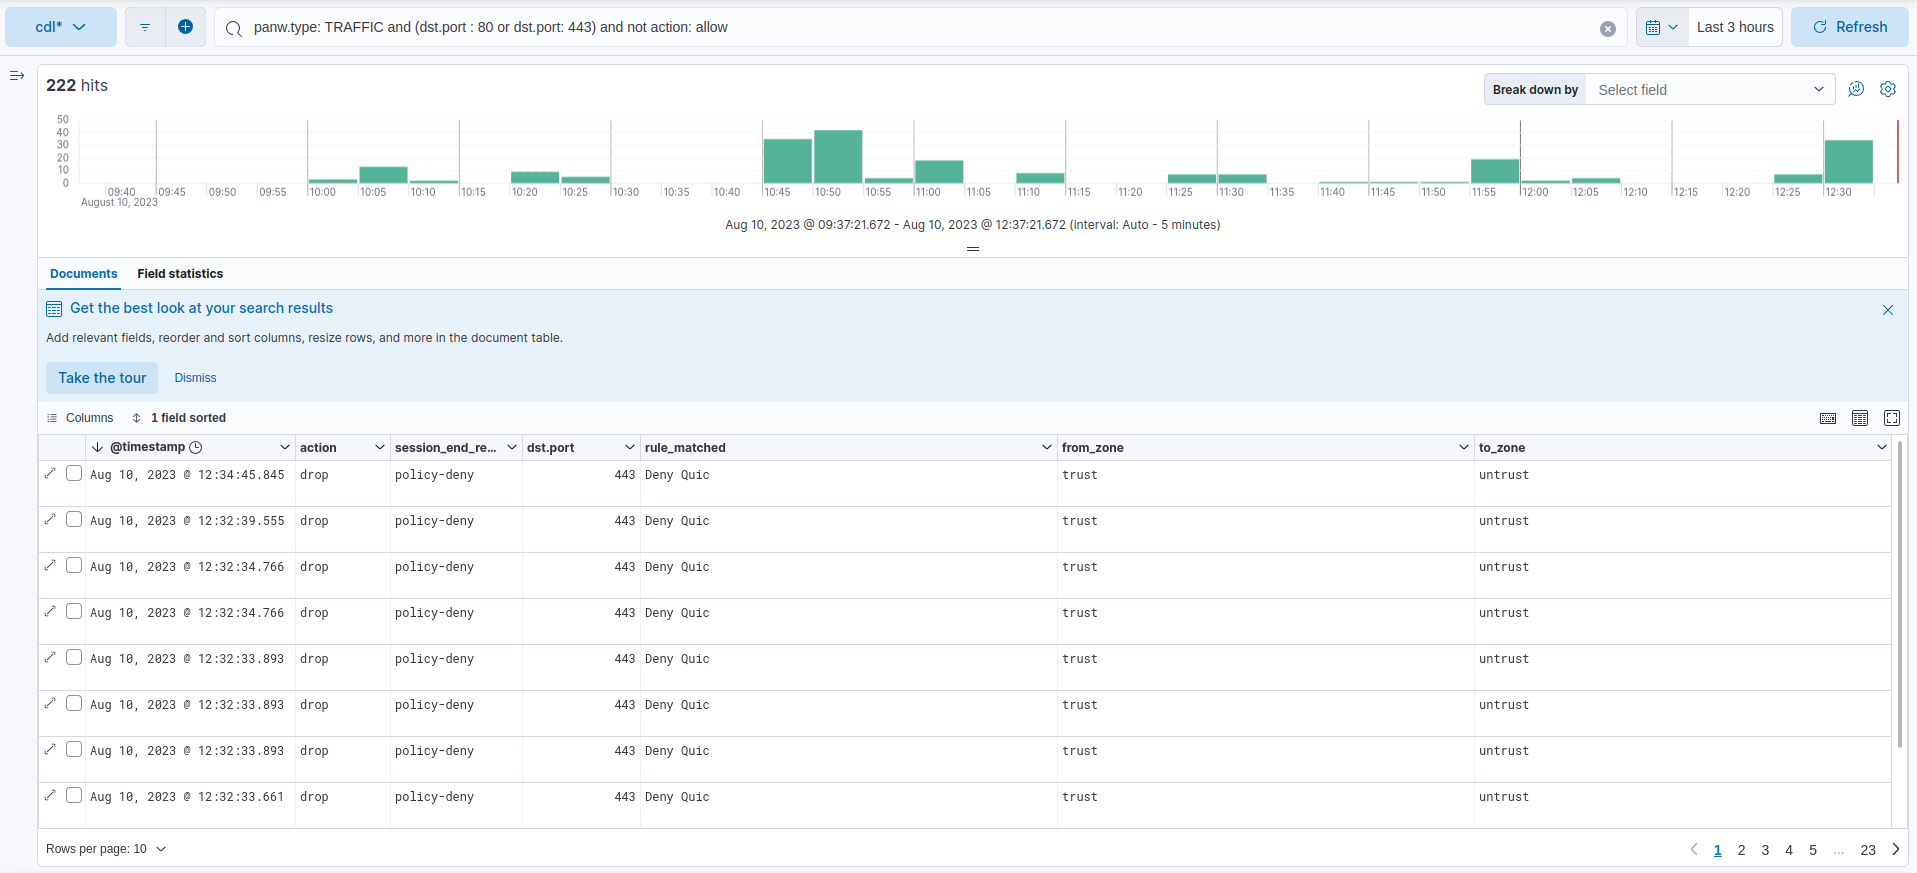 cdl*
panw.type: TRAFFIC and (dst.port : 80 or dst.port: 443) and not action: allow
Last 3 hours
Refresh
222 hits
Break down by Select field
50
40
30
20
10
0
09:40 09:45 09:50 09:55 10:00 10:05 10:10 10:15 10:20 10:25 10:30 10:35 10:40 10:45 10:50 10:55 11:00 11:05 11:10 11:15 11:20 11:25 11:30 11:35 11:40 11:45 11:50 11:55 12:00 12:05 12:10 12:15 12:20 12:25 12:30
August 10, 2023
Aug 10, 2023 @ 09:37:21.672 - Aug 10, 2023 @ 12:37:21.672 (interval: Auto - 5 minutes)
Documents Field statistics
Get the best look at your search results
Add relevant fields, reorder and sort columns, resize rows, and more in the document table.
Take the tour Dismiss
Columns 1 field sorted
@timestamp action session_end_re... dst.port rule_matched from_zone to_zone
Aug 10, 2023 @ 12:34:45.845 drop policy-deny 443 Deny Quic trust untrust
Aug 10, 2023 @ 12:32:39.555 drop policy-deny 443 Deny Quic trust untrust
Aug 10, 2023 @ 12:32:34.766 drop policy-deny 443 Deny Quic trust untrust
Aug 10, 2023 @ 12:32:34.766 drop policy-deny 443 Deny Quic trust untrust
Aug 10, 2023 @ 12:32:33.893 drop policy-deny 443 Deny Quic trust untrust
Aug 10, 2023 @ 12:32:33.893 drop policy-deny 443 Deny Quic trust untrust
Aug 10, 2023 @ 12:32:33.893 drop policy-deny 443 Deny Quic trust untrust
Aug 10, 2023 @ 12:32:33.661 drop policy-deny 443 Deny Quic trust untrust
Rows per page: 10
1 2 3 4 5 ... 23